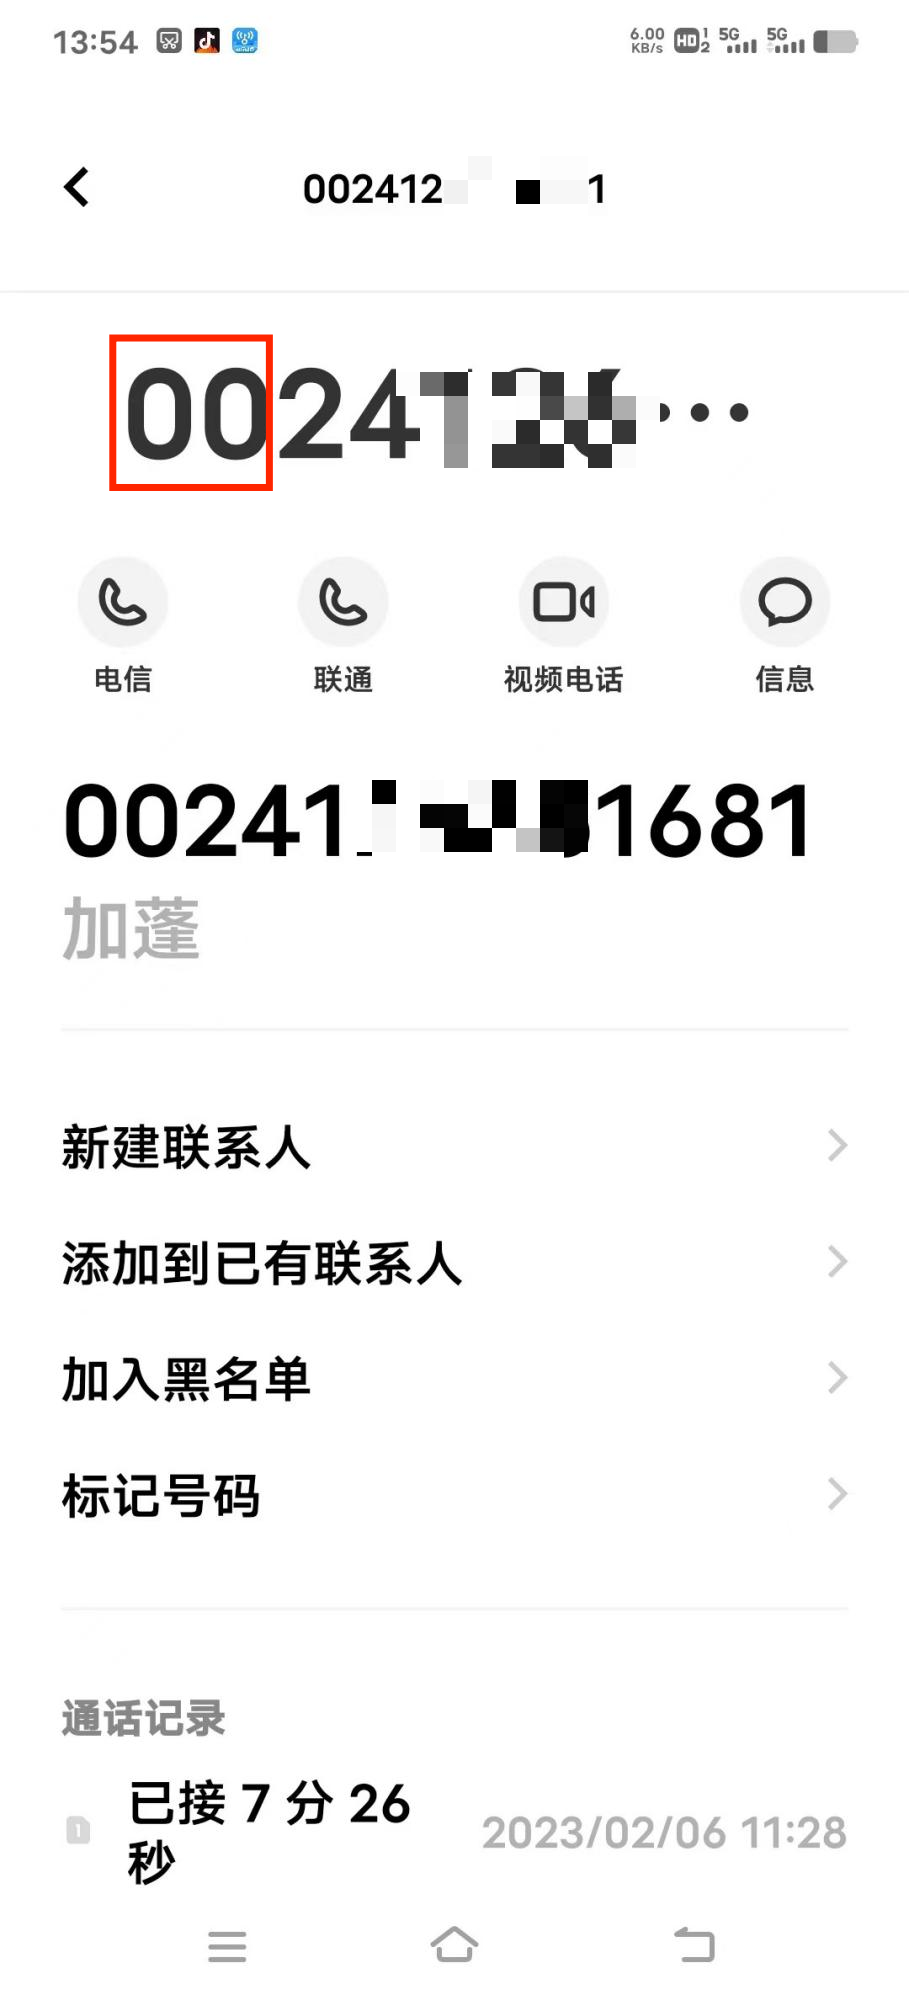 13:54 6.00 KB/s HD 1 2 5G 5G
002412 1
0024
电信 联通 视频电话 信息
00241 1681
加蓬
新建联系人
添加到已有联系人
加入黑名单
标记号码
通话记录
1 已接 7 分 26 秒 2023/02/06 11:28